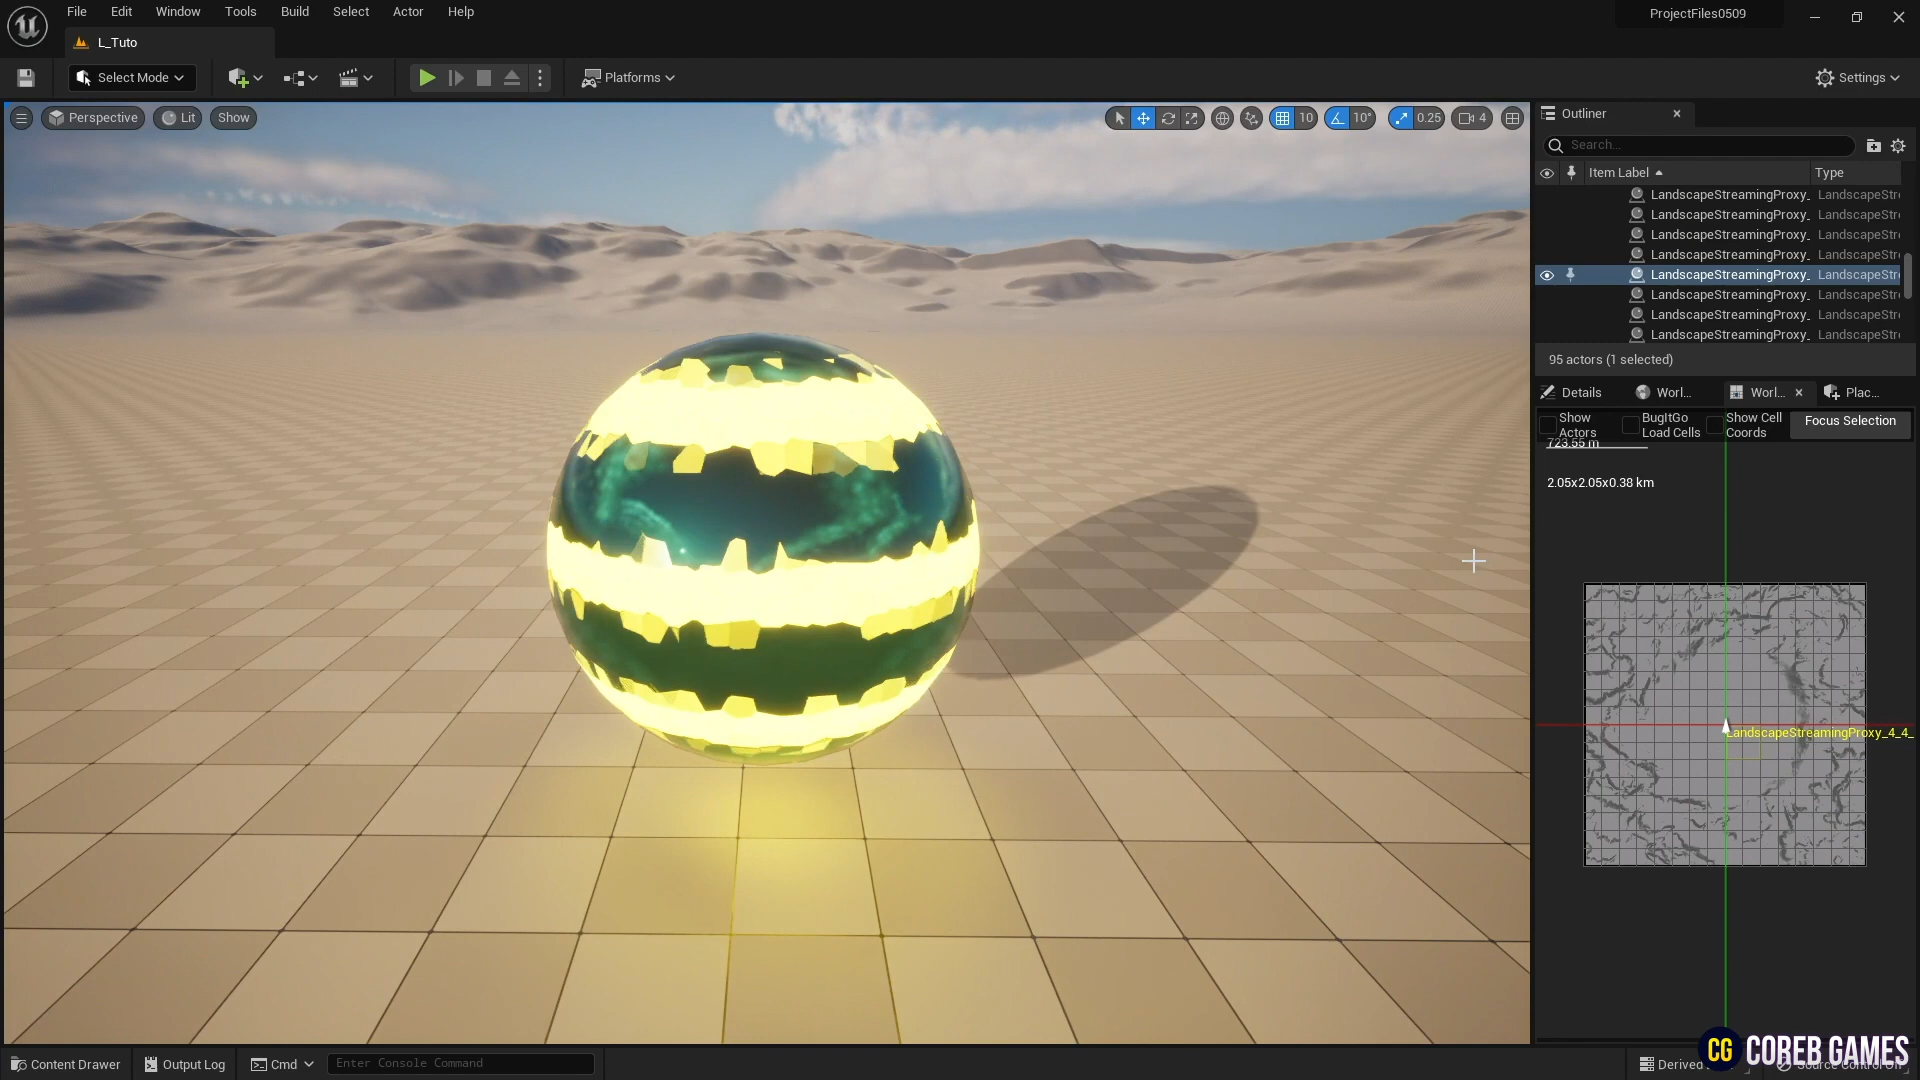 File Edit Window Tools Build Select Actor Help
ProjectFiles0509
L_Tuto
Select Mode
Platforms
Settings
Perspective Lit Show
10 10° 0.25 4
Outliner
Search...
Item Label Type
LandscapeStreamingProxy_ LandscapeStr
LandscapeStreamingProxy_ LandscapeStr
LandscapeStreamingProxy_ LandscapeStr
LandscapeStreamingProxy_ LandscapeStr
LandscapeStreamingProxy_ LandscapeStr
LandscapeStreamingProxy_ LandscapeStr
LandscapeStreamingProxy_ LandscapeStr
LandscapeStreamingProxy_ LandscapeStr
95 actors (1 selected)
Details Worl... Worl... Plac...
Show Actors BugItGo Load Cells Show Cell Coords Focus Selection
723.55 m
2.05x2.05x0.38 km
LandscapeStreamingProxy_4_4_
Content Drawer Output Log Cmd Enter Console Command
Derived
Source Control Off
CG COREB GAMES